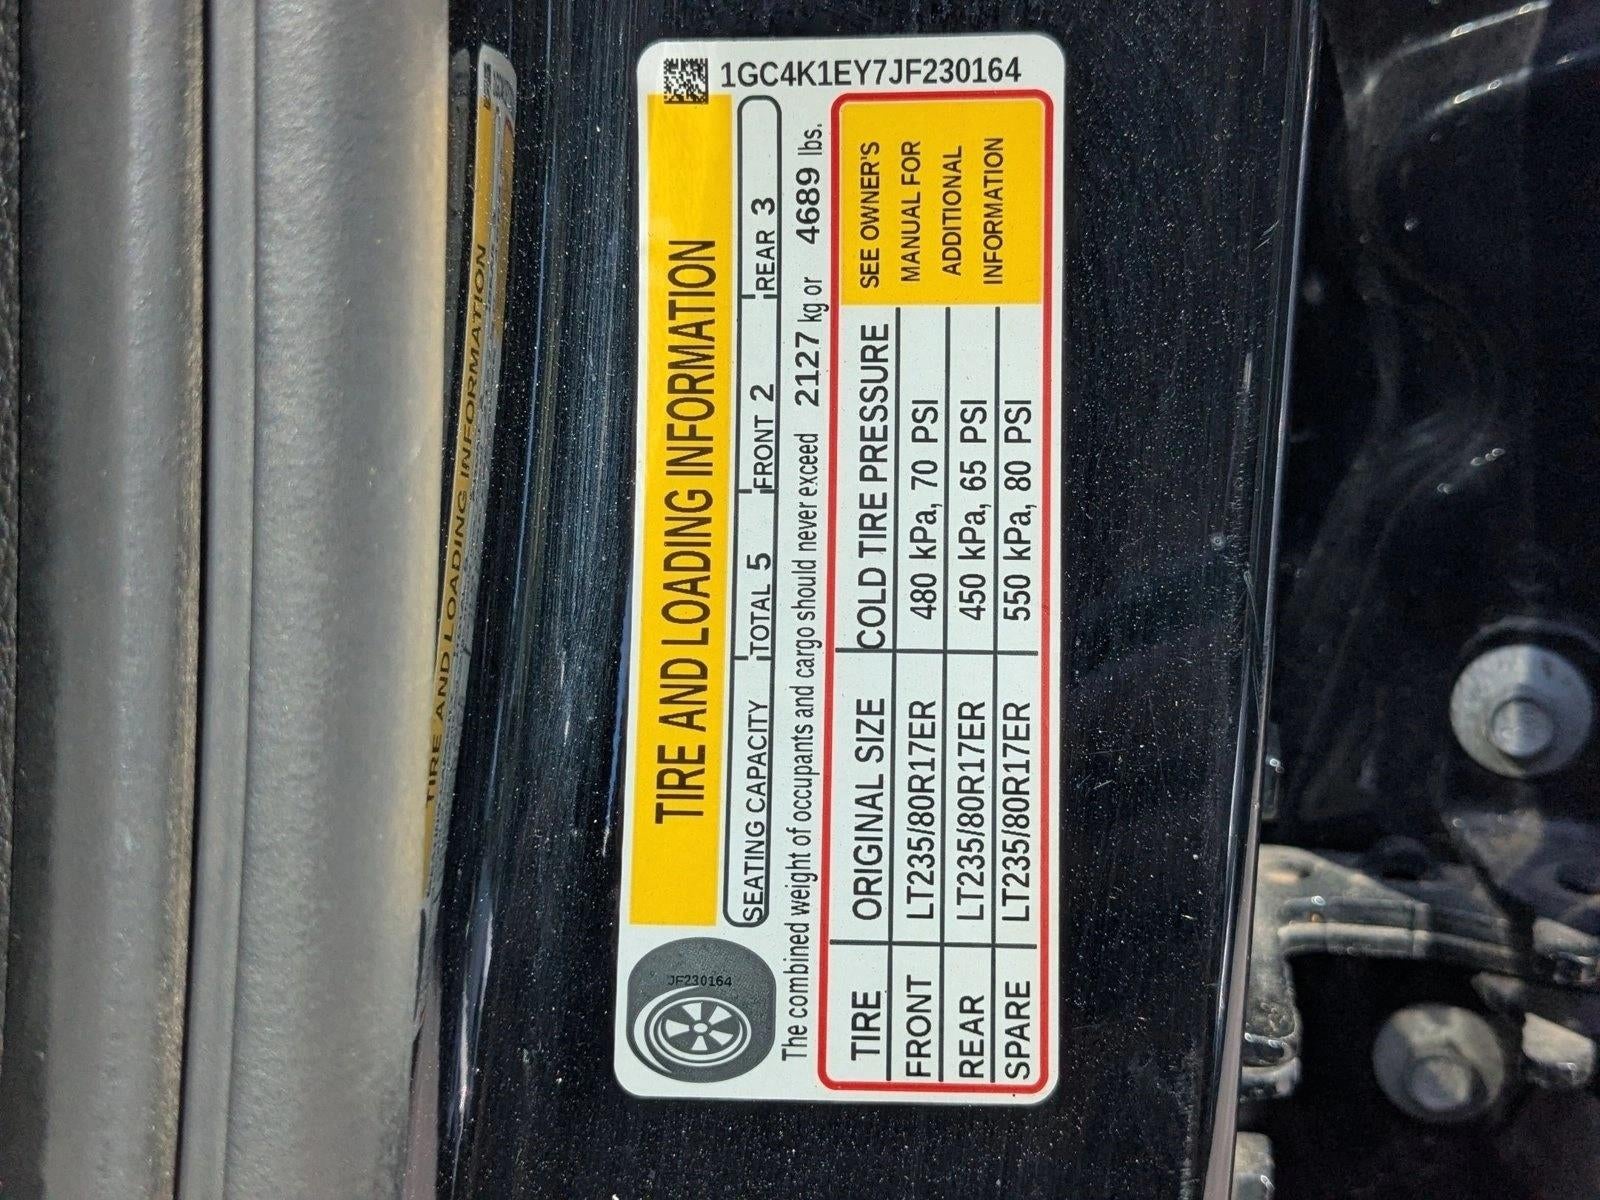 1GC4K1EY7JF230164
TIRE AND LOADING INFORMATION
SEATING CAPACITY TOTAL 5 FRONT 2 REAR 3
The combined weight of occupants and cargo should never exceed 2127 kg or 4689 lbs.
JF230164
TIRE ORIGINAL SIZE COLD TIRE PRESSURE
FRONT LT235/80R17ER 480 kPa, 70 PSI
REAR LT235/80R17ER 450 kPa, 65 PSI
SPARE LT235/80R17ER 550 kPa, 80 PSI
SEE OWNER'S
MANUAL FOR
ADDITIONAL
INFORMATION
TIRE AND LOADING INFORMATION